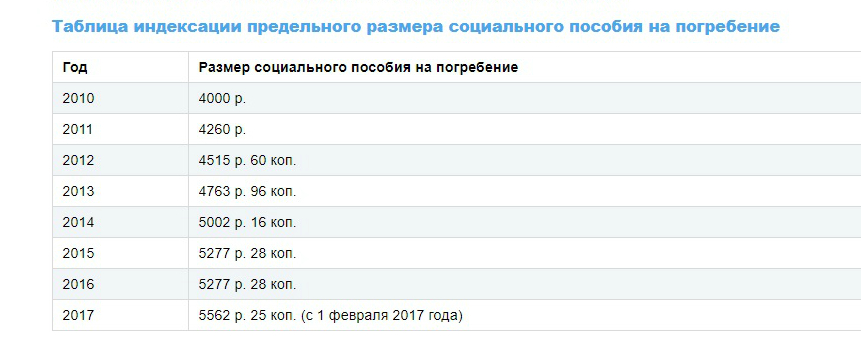 Таблица индексации предельного размера социального пособия на погребение
Год Размер социального пособия на погребение
2010 4000 р.
2011 4260 р.
2012 4515 р. 60 коп.
2013 4763 р. 96 коп.
2014 5002 р. 16 коп.
2015 5277 р. 28 коп.
2016 5277 р. 28 коп.
2017 5562 р. 25 коп. (с 1 февраля 2017 года)